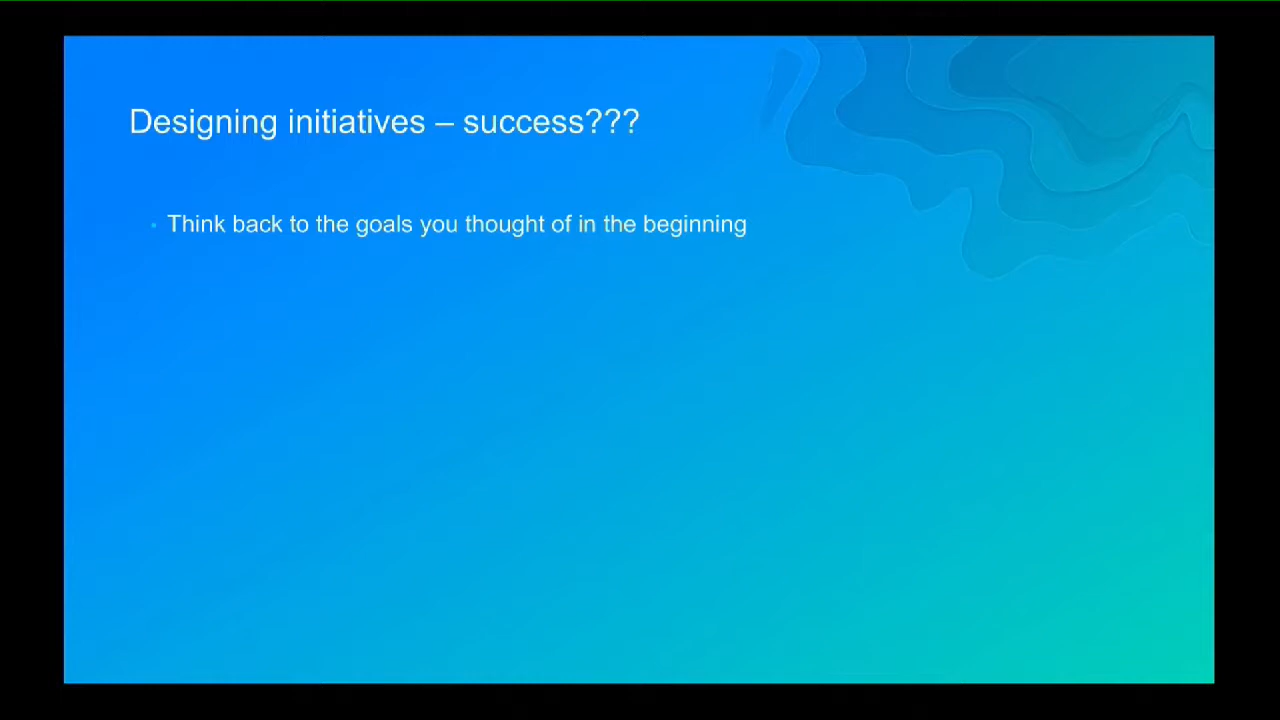 Designing initiatives – success???
Think back to the goals you thought of in the beginning